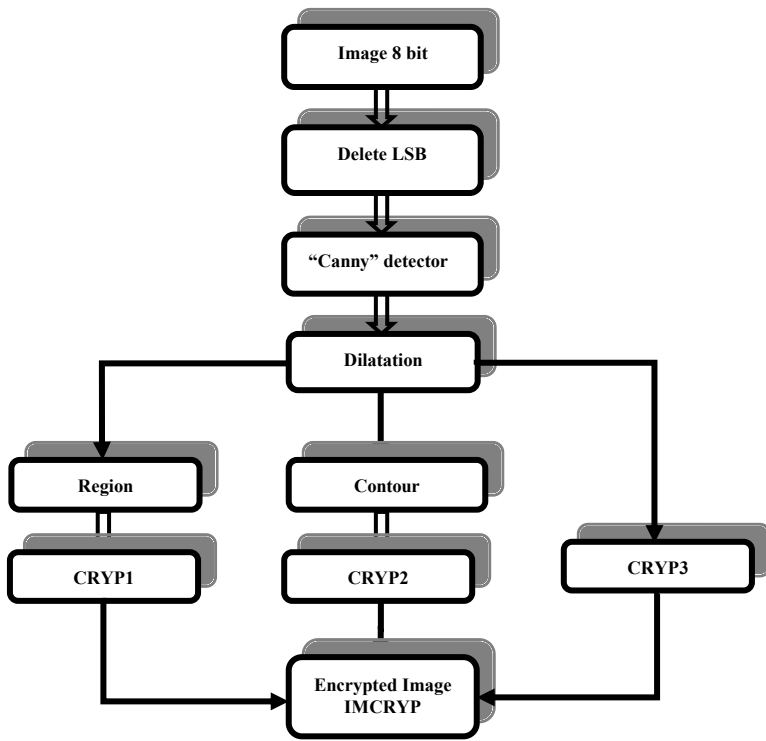 Image 8 bit
Delete LSB
“Canny” detector
Dilatation
Region
Contour
CRYP1
CRYP2
CRYP3
Encrypted Image
IMCRYP